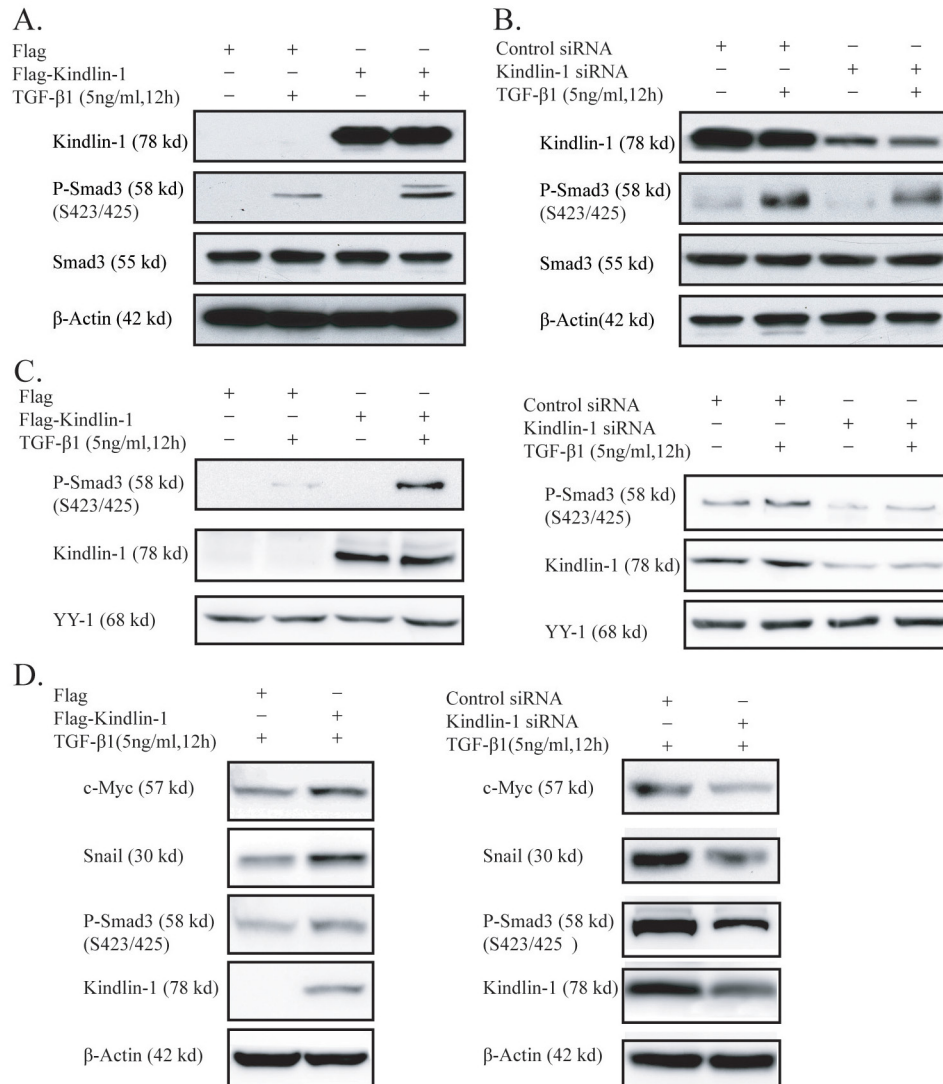 A.
Flag + + – –
Flag-Kindlin-1 – – + +
TGF-β1 (5ng/ml,12h) – + – +
Kindlin-1 (78 kd)
P-Smad3 (58 kd)
(S423/425)
Smad3 (55 kd)
β-Actin (42 kd)
B.
Control siRNA + + – –
Kindlin-1 siRNA – – + +
TGF-β1 (5ng/ml,12h) – + – +
Kindlin-1 (78 kd)
P-Smad3 (58 kd)
(S423/425)
Smad3 (55 kd)
β-Actin(42 kd)
C.
Flag + + – –
Flag-Kindlin-1 – – + +
TGF-β1 (5ng/ml,12h) – + – +
P-Smad3 (58 kd)
(S423/425)
Kindlin-1 (78 kd)
YY-1 (68 kd)
Control siRNA + + – –
Kindlin-1 siRNA – – + +
TGF-β1 (5ng/ml,12h) – + – +
P-Smad3 (58 kd)
(S423/425)
Kindlin-1 (78 kd)
YY-1 (68 kd)
D.
Flag + –
Flag-Kindlin-1 – +
TGF-β1(5ng/ml,12h) + +
c-Myc (57 kd)
Snail (30 kd)
P-Smad3 (58 kd)
(S423/425)
Kindlin-1 (78 kd)
β-Actin (42 kd)
Control siRNA + –
Kindlin-1 siRNA – +
TGF-β1(5ng/ml,12h) + +
c-Myc (57 kd)
Snail (30 kd)
P-Smad3 (58 kd)
(S423/425 )
Kindlin-1 (78 kd)
β-Actin (42 kd)